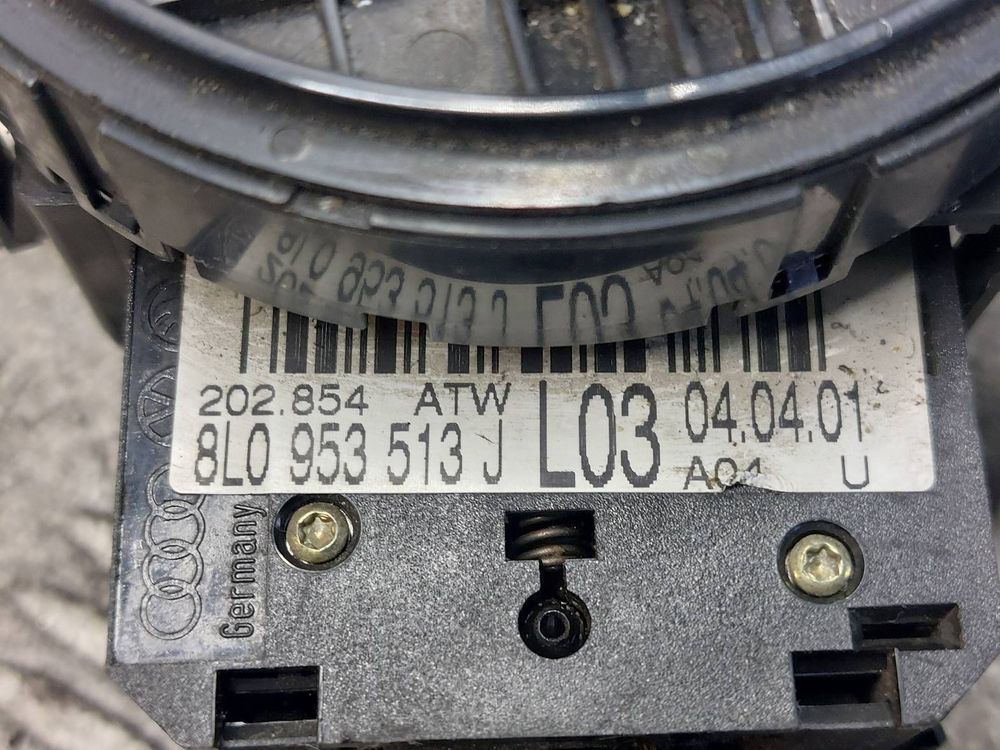 202.854 ATW
8L0 953 513 J L03 04.04.01
A01 U
Germany